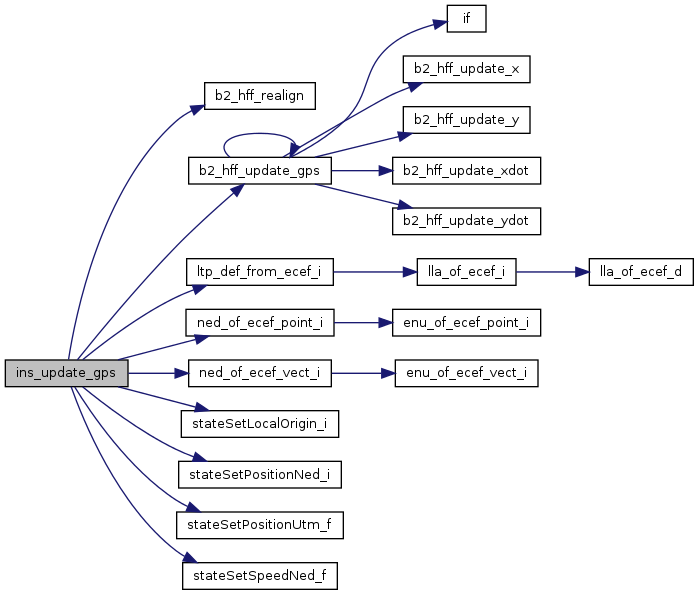 if
b2_hff_update_x
b2_hff_realign
b2_hff_update_y
b2_hff_update_gps
b2_hff_update_xdot
b2_hff_update_ydot
ltp_def_from_ecef_i
lla_of_ecef_i
lla_of_ecef_d
ned_of_ecef_point_i
enu_of_ecef_point_i
ins_update_gps
ned_of_ecef_vect_i
enu_of_ecef_vect_i
stateSetLocalOrigin_i
stateSetPositionNed_i
stateSetPositionUtm_f
stateSetSpeedNed_f